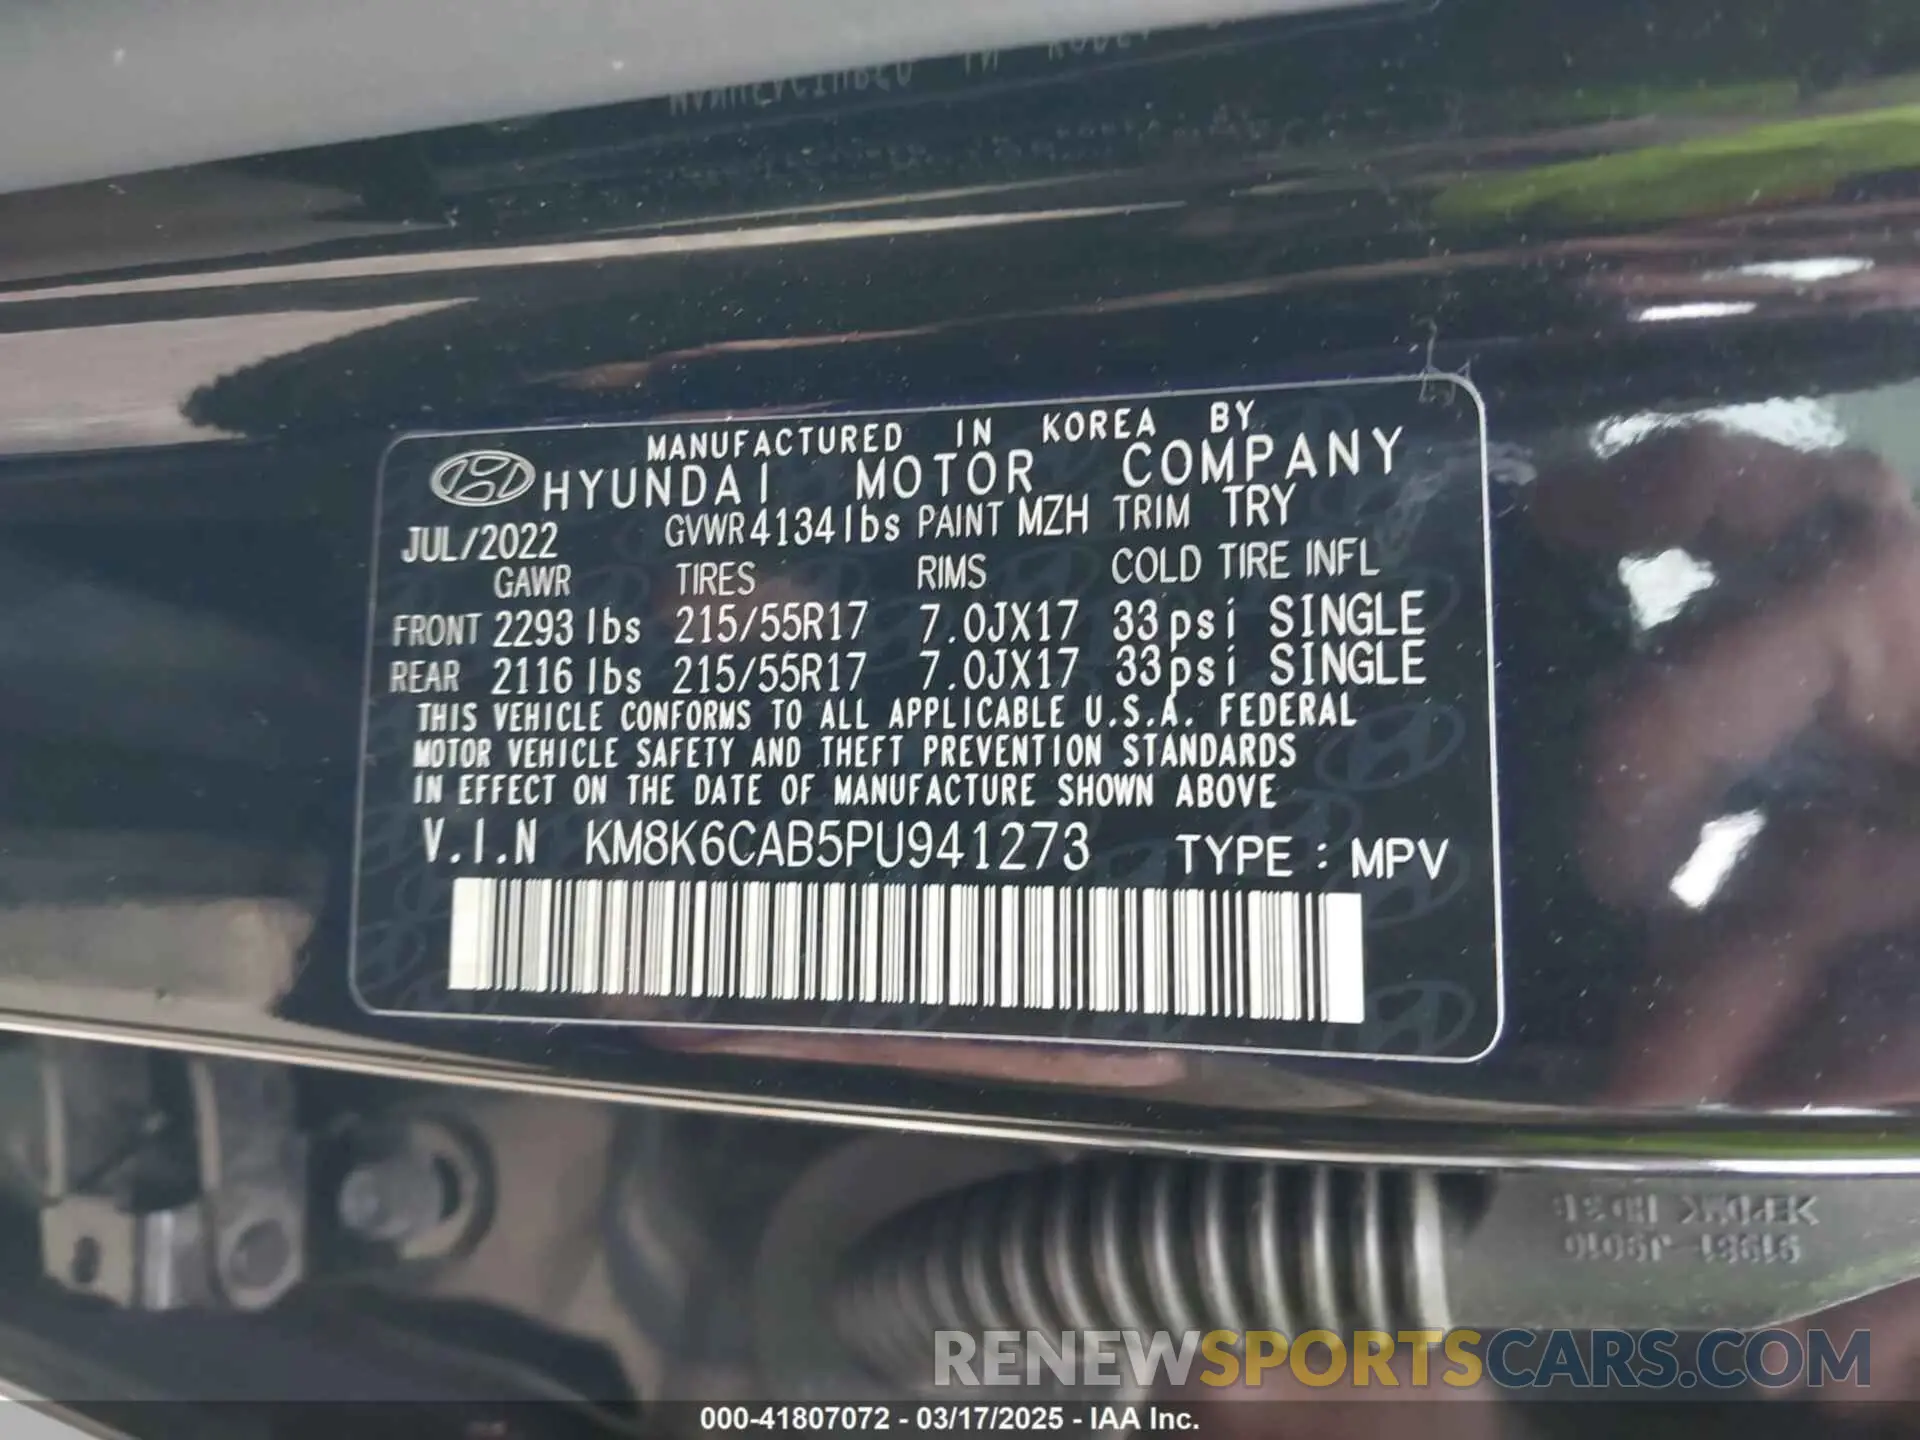 MANUFACTURED IN KOREA BY
HYUNDAI MOTOR COMPANY
JUL/2022 GVWR 4134lbs PAINT MZH TRIM TRY
GAWR TIRES RIMS COLD TIRE INFL
FRONT 2293 lbs 215/55R17 7.0JX17 33psi SINGLE
REAR 2116 lbs 215/55R17 7.0JX17 33psi SINGLE
THIS VEHICLE CONFORMS TO ALL APPLICABLE U.S.A. FEDERAL
MOTOR VEHICLE SAFETY AND THEFT PREVENTION STANDARDS
IN EFFECT ON THE DATE OF MANUFACTURE SHOWN ABOVE
V.I.N KM8K6CAB5PU941273 TYPE : MPV
RENEWSPORTSCARS.COM
000-41807072 - 03/17/2025 - IAA Inc.